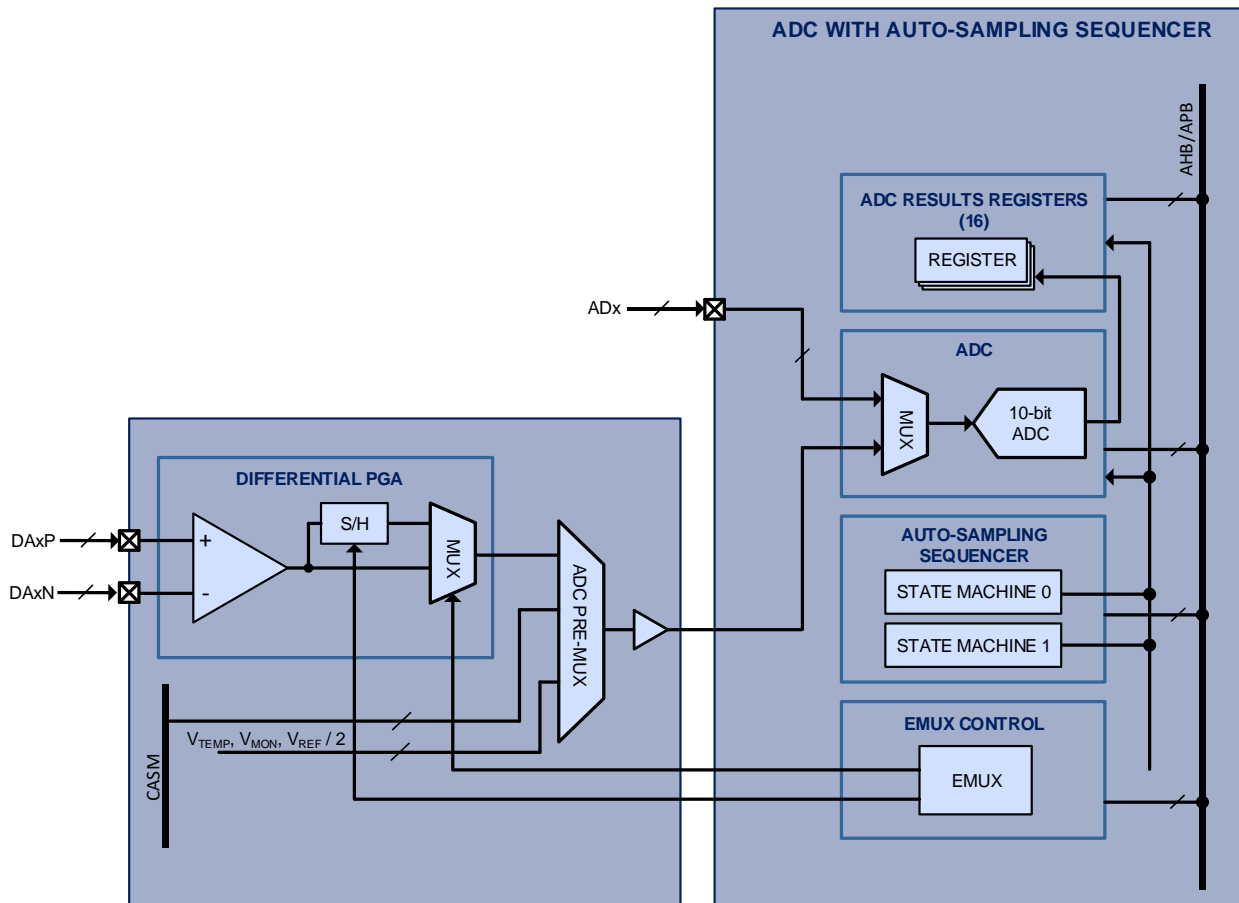 ADC WITH AUTO-SAMPLING SEQUENCER
AHB/APB
ADC RESULTS REGISTERS
(16)
REGISTER
ADx
ADC
MUX
10-bit
ADC
DIFFERENTIAL PGA
S/H
MUX
DAxP
+
DAxN
-
ADC PRE-MUX
AUTO-SAMPLING
SEQUENCER
STATE MACHINE 0
STATE MACHINE 1
CASM
VTEMP, VMON, VREF / 2
EMUX CONTROL
EMUX